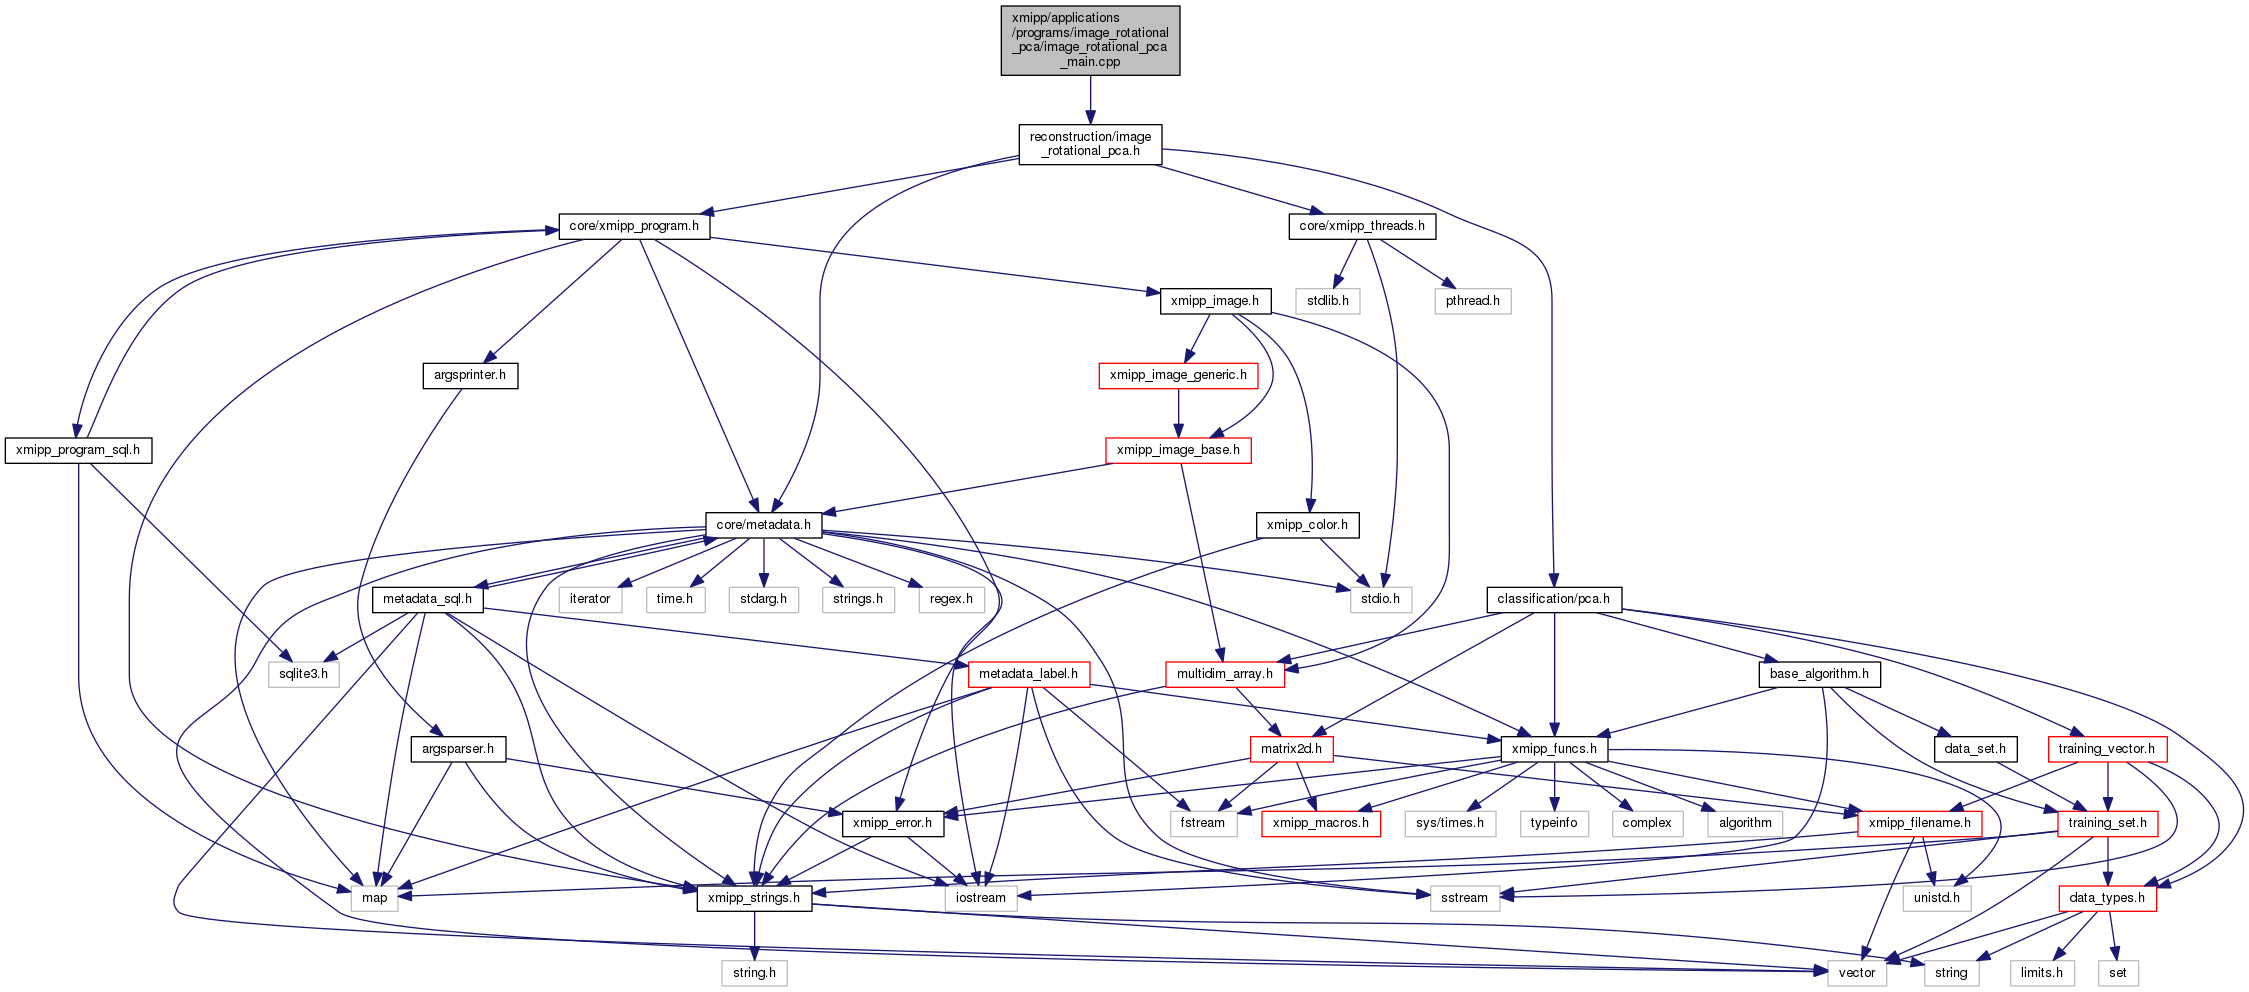 xmipp/applications
/programs/image_rotational
_pca/image_rotational_pca
_main.cpp
reconstruction/image
_rotational_pca.h
core/xmipp_program.h
core/xmipp_threads.h
xmipp_image.h
stdlib.h
pthread.h
argsprinter.h
xmipp_image_generic.h
xmipp_program_sql.h
xmipp_image_base.h
core/metadata.h
xmipp_color.h
metadata_sql.h
iterator
time.h
stdarg.h
strings.h
regex.h
stdio.h
classification/pca.h
sqlite3.h
metadata_label.h
multidim_array.h
base_algorithm.h
argsparser.h
matrix2d.h
xmipp_funcs.h
data_set.h
training_vector.h
xmipp_error.h
fstream
xmipp_macros.h
sys/times.h
typeinfo
complex
algorithm
xmipp_filename.h
training_set.h
map
xmipp_strings.h
iostream
sstream
unistd.h
data_types.h
string.h
vector
string
limits.h
set